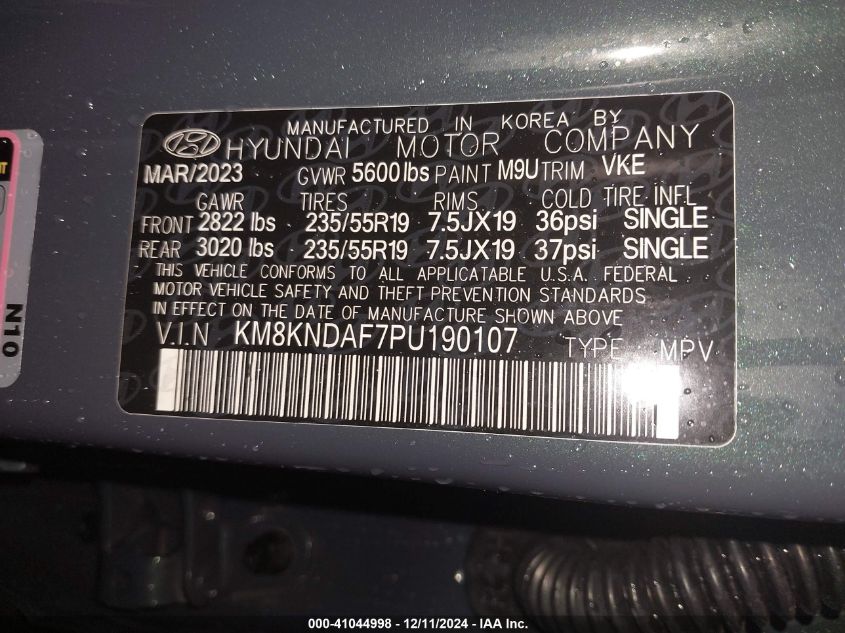 MANUFACTURED IN KOREA BY
HYUNDAI MOTOR COMPANY
MAR/2023 GVWR 5600lbs PAINT M9U TRIM VKE
GAWR TIRES RIMS COLD TIRE INFL
FRONT 2822 lbs 235/55R19 7.5JX19 36psi SINGLE
REAR 3020 lbs 235/55R19 7.5JX19 37psi SINGLE
THIS VEHICLE CONFORMS TO ALL APPLICATABLE U.S.A. FEDERAL
MOTOR VEHICLE SAFETY AND THEFT PREVENTION STANDARDS
IN EFFECT ON THE DATE OF MANUFACTURE SHOWN ABOVE
V.I.N KM8KNDAF7PU190107 TYPE MPV
N10
000-41044998 - 12/11/2024 - IAA Inc.